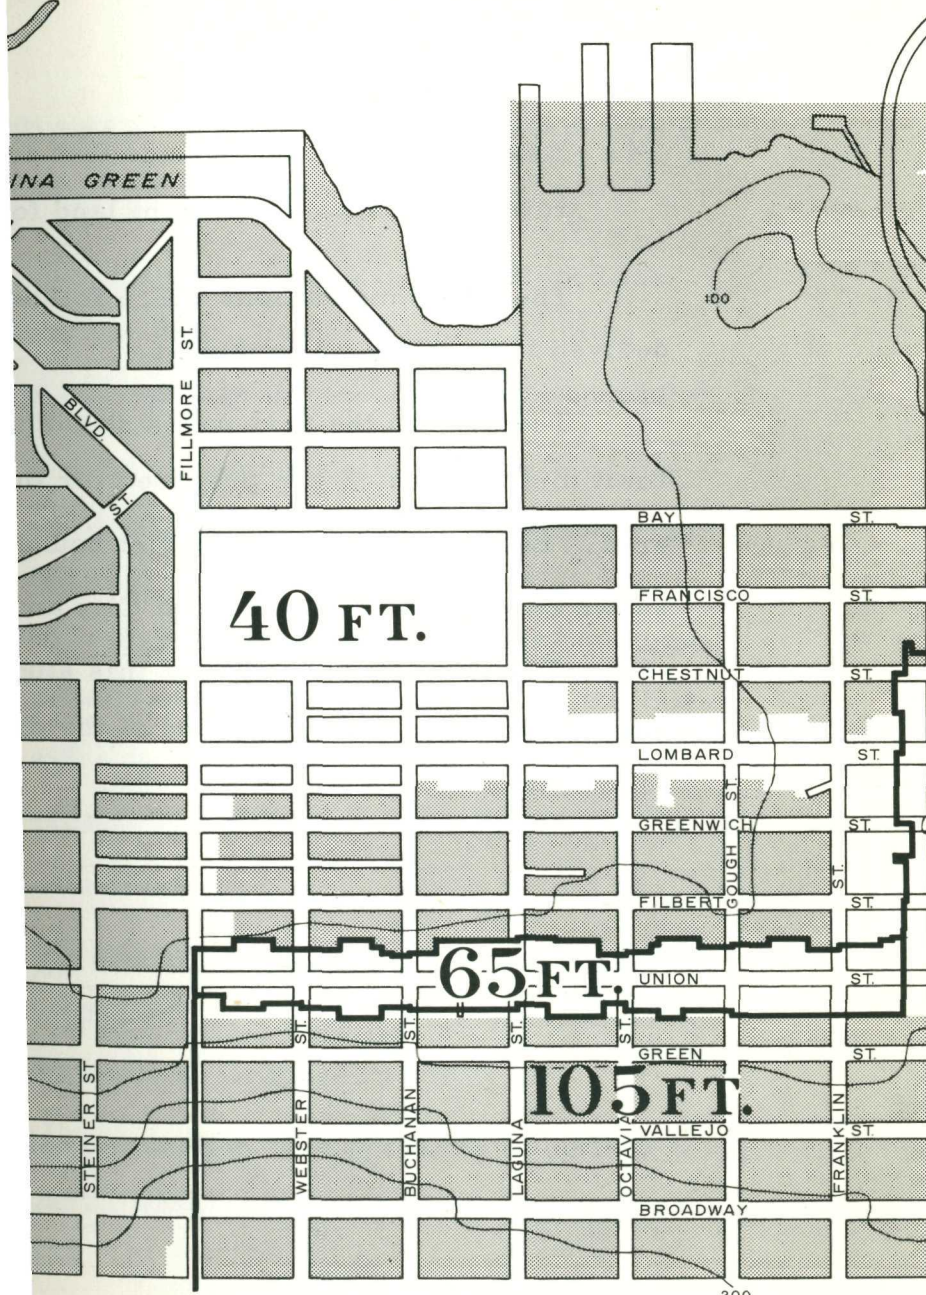 INA GREEN
100
FILLMORE ST.
BLVD.
ST.
BAY ST.
40 FT.
FRANCISCO ST.
CHESTNUT ST.
LOMBARD ST.
GREENWICH ST.
GOUGH ST.
ST.
FILBERT ST.
65 FT.
UNION ST.
GREEN ST.
105 FT.
STEINER ST
WEBSTER ST.
BUCHANAN ST.
LAGUNA ST.
OCTAVIA ST.
FRANKLIN
VALLEJO ST.
BROADWAY